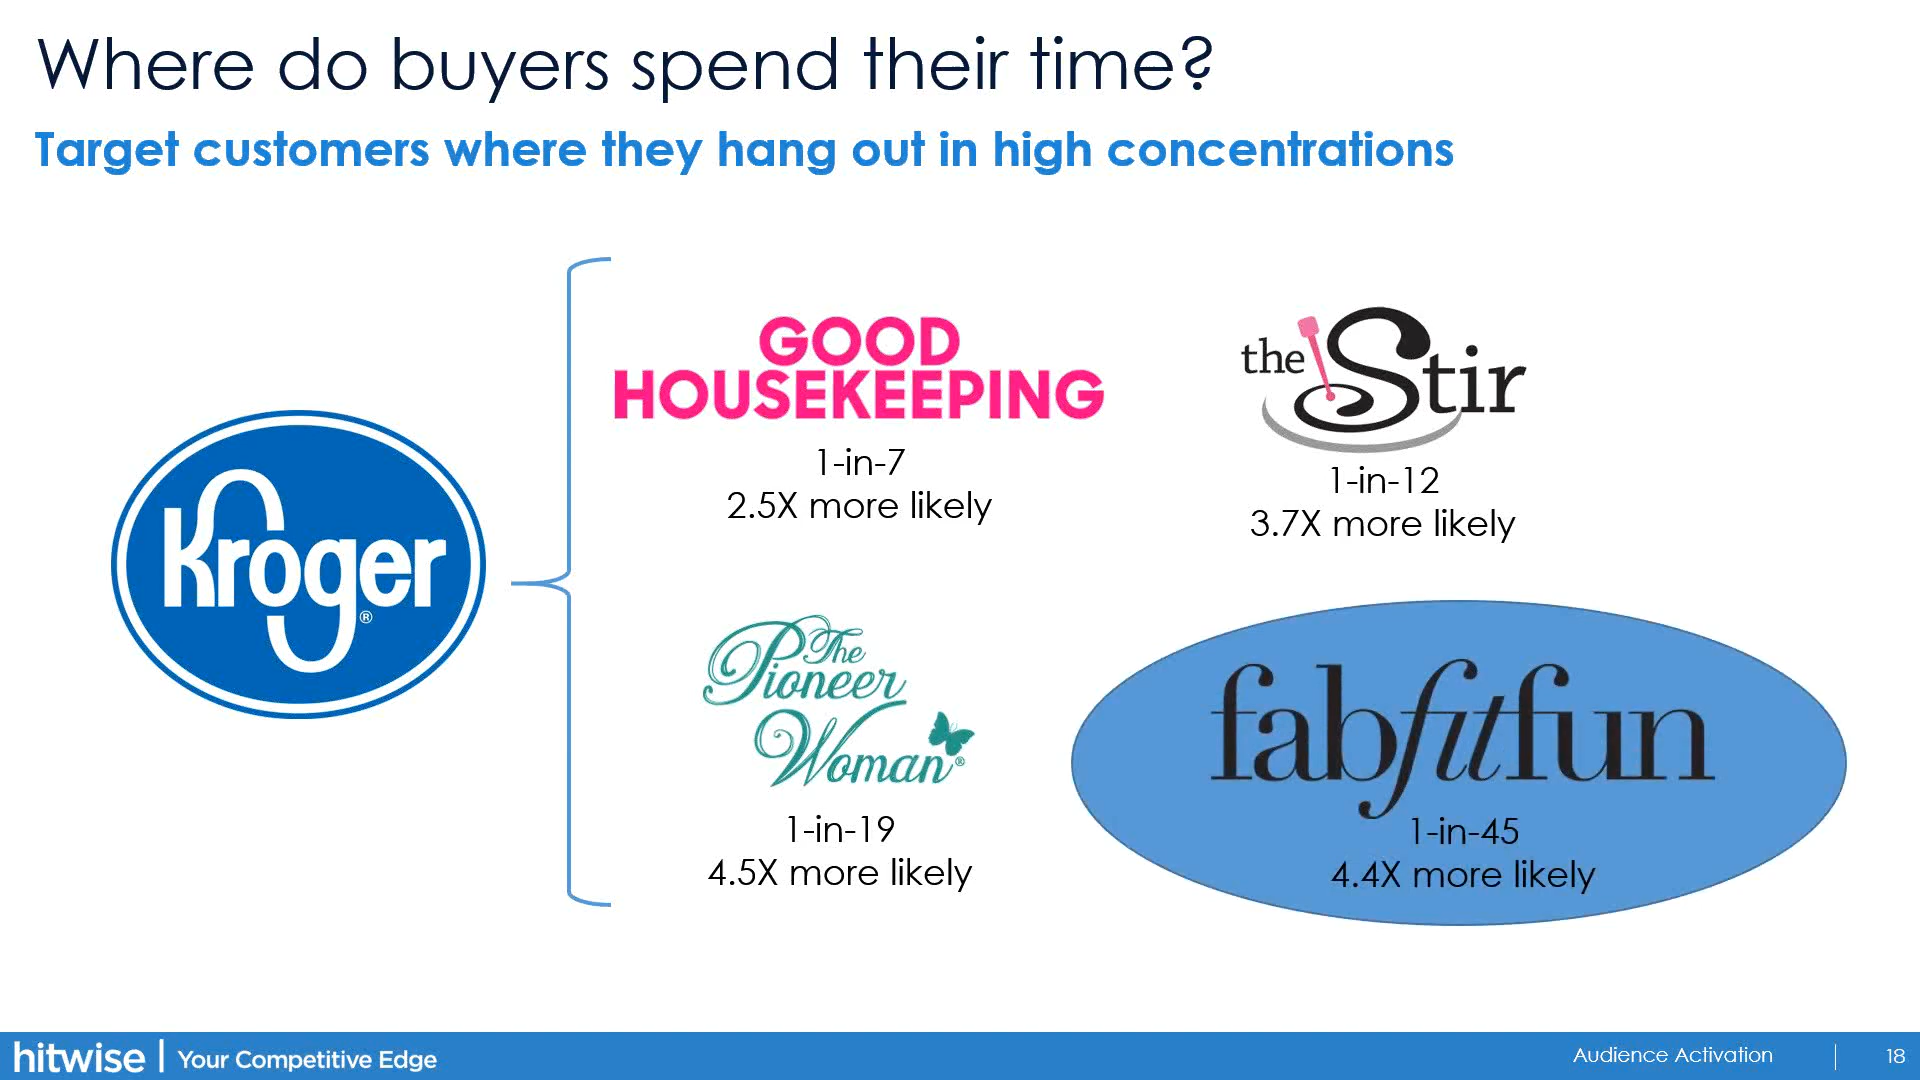 Where do buyers spend their time?
Target customers where they hang out in high concentrations
Kroger®
GOOD
HOUSEKEEPING
1-in-7
2.5X more likely
the Stir
1-in-12
3.7X more likely
The
Pioneer
Woman®
1-in-19
4.5X more likely
fabfitfun
1-in-45
4.4X more likely
hitwise | Your Competitive Edge
Audience Activation | 18